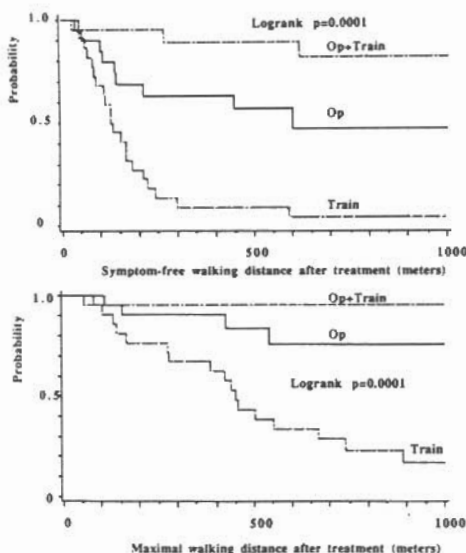 1.0
Logrank p=0.0001
Op+Train
Probability
Op
0.5
Train
0
0 500 1000
Symptom-free walking distance after treatment (meters)
1.0
Op+Train
Probability
Op
Logrank p=0.0001
0.5
Train
0
0 500 1000
Maximal walking distance after treatment (meters)